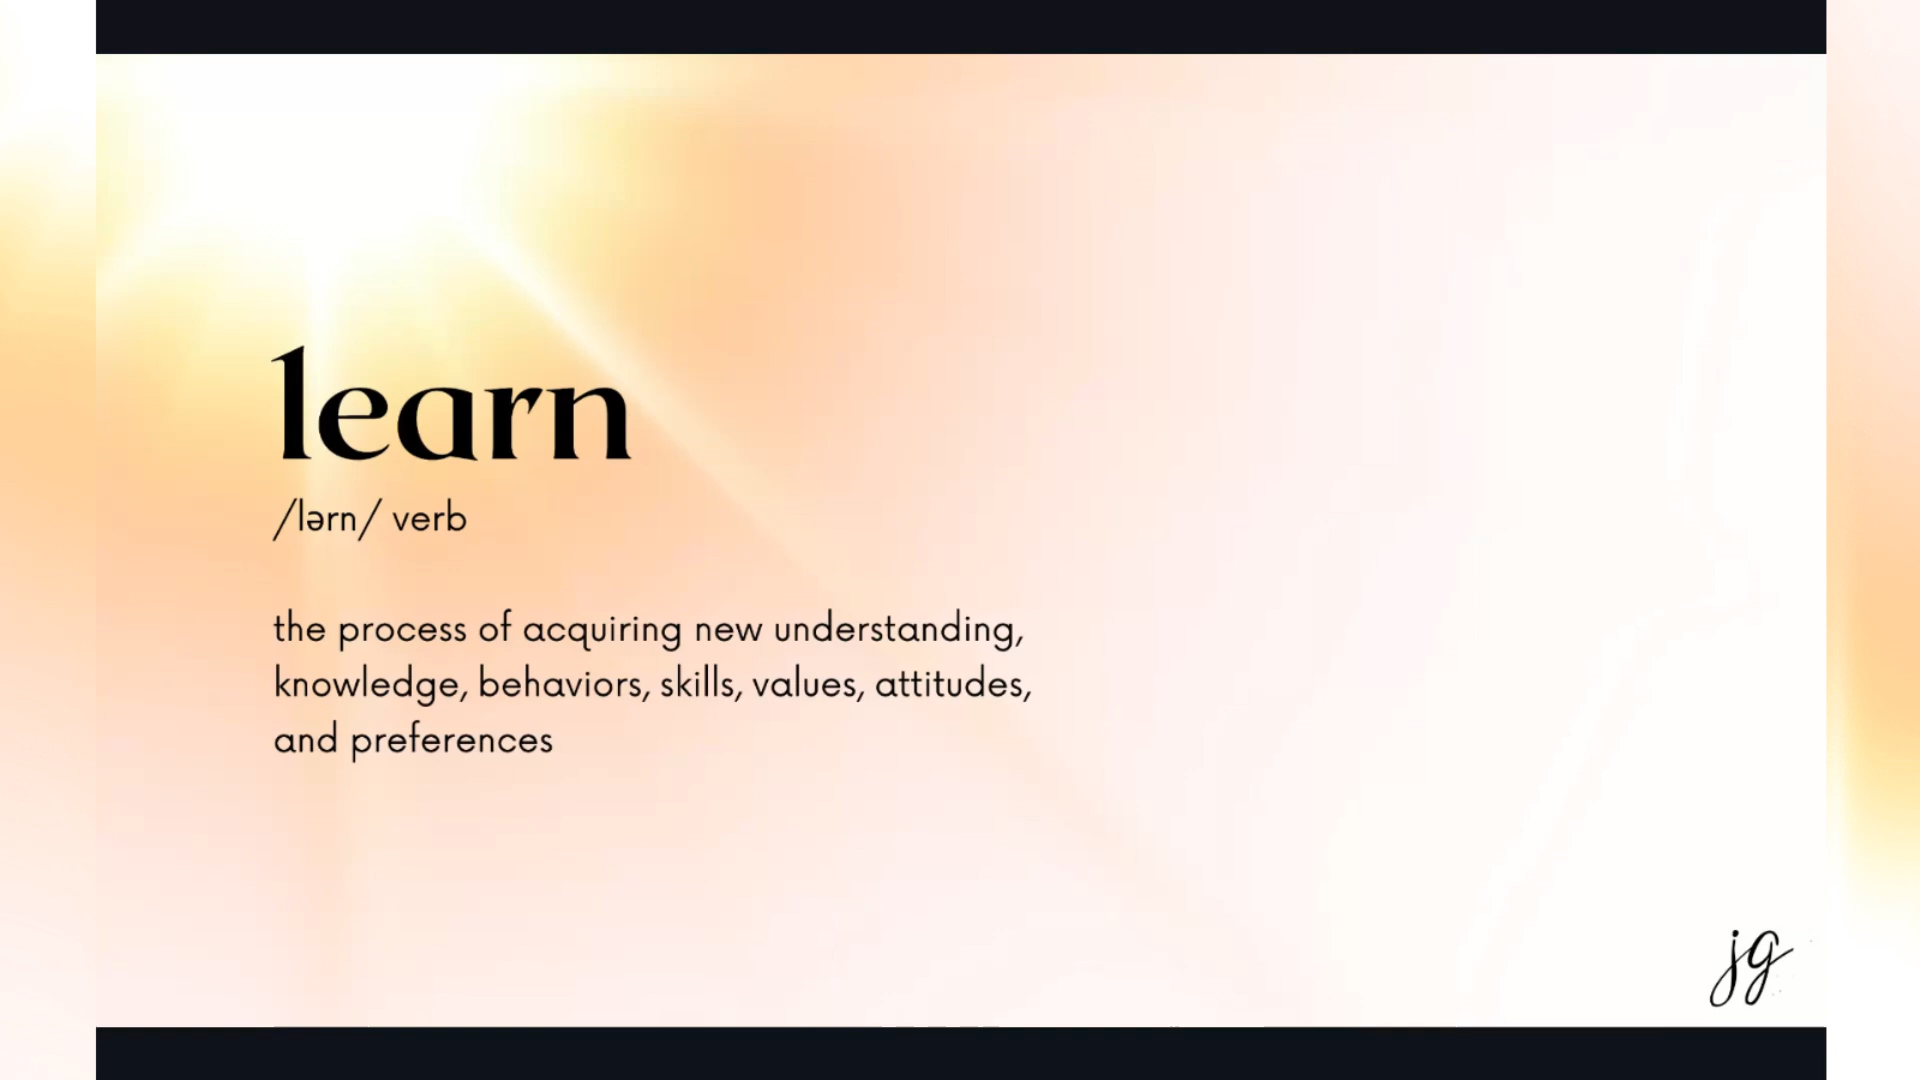 learn
/lərn/ verb
the process of acquiring new understanding,
knowledge, behaviors, skills, values, attitudes,
and preferences
jg